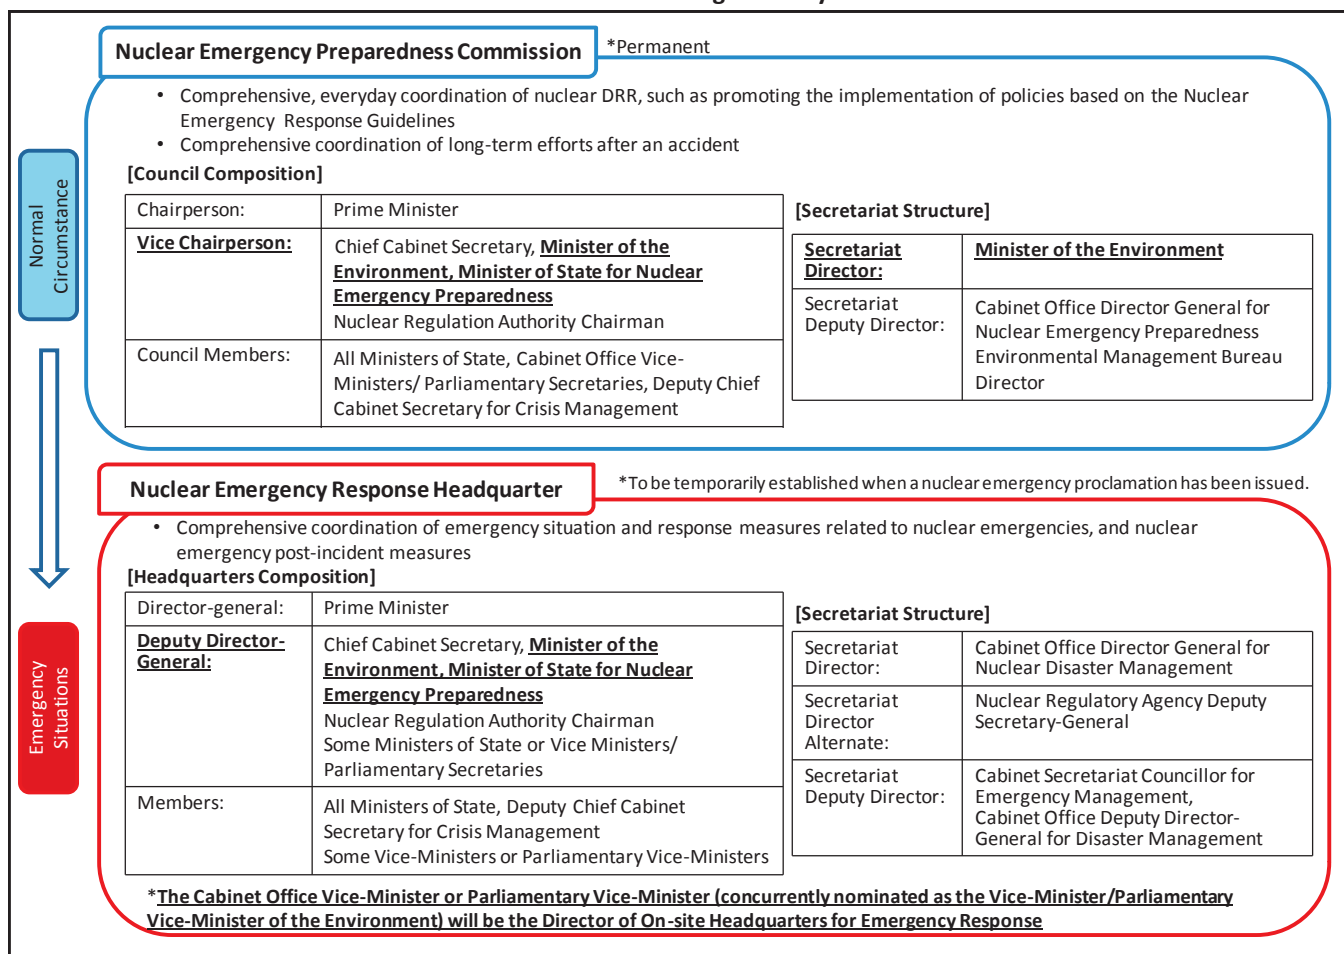 Nuclear Emergency Preparedness Commission
*Permanent
• Comprehensive, everyday coordination of nuclear DRR, such as promoting the implementation of policies based on the Nuclear
Emergency Response Guidelines
• Comprehensive coordination of long-term efforts after an accident
Normal
Circumstance
[Council Composition]
Chairperson:
Prime Minister
Vice Chairperson:
Chief Cabinet Secretary, Minister of the
Environment, Minister of State for Nuclear
Emergency Preparedness
Nuclear Regulation Authority Chairman
Council Members:
All Ministers of State, Cabinet Office Vice-
Ministers/ Parliamentary Secretaries, Deputy Chief
Cabinet Secretary for Crisis Management
[Secretariat Structure]
Secretariat
Director:
Minister of the Environment
Secretariat
Deputy Director:
Cabinet Office Director General for
Nuclear Emergency Preparedness
Environmental Management Bureau
Director
Nuclear Emergency Response Headquarter
*To be temporarily established when a nuclear emergency proclamation has been issued.
• Comprehensive coordination of emergency situation and response measures related to nuclear emergencies, and nuclear
emergency post-incident measures
Emergency
Situations
[Headquarters Composition]
Director-general:
Prime Minister
Deputy Director-
General:
Chief Cabinet Secretary, Minister of the
Environment, Minister of State for Nuclear
Emergency Preparedness
Nuclear Regulation Authority Chairman
Some Ministers of State or Vice Ministers/
Parliamentary Secretaries
Members:
All Ministers of State, Deputy Chief Cabinet
Secretary for Crisis Management
Some Vice-Ministers or Parliamentary Vice-Ministers
[Secretariat Structure]
Secretariat
Director:
Cabinet Office Director General for
Nuclear Disaster Management
Secretariat
Director
Alternate:
Nuclear Regulatory Agency Deputy
Secretary-General
Secretariat
Deputy Director:
Cabinet Secretariat Councillor for
Emergency Management,
Cabinet Office Deputy Director-
General for Disaster Management
*The Cabinet Office Vice-Minister or Parliamentary Vice-Minister (concurrently nominated as the Vice-Minister/Parliamentary
Vice-Minister of the Environment) will be the Director of On-site Headquarters for Emergency Response